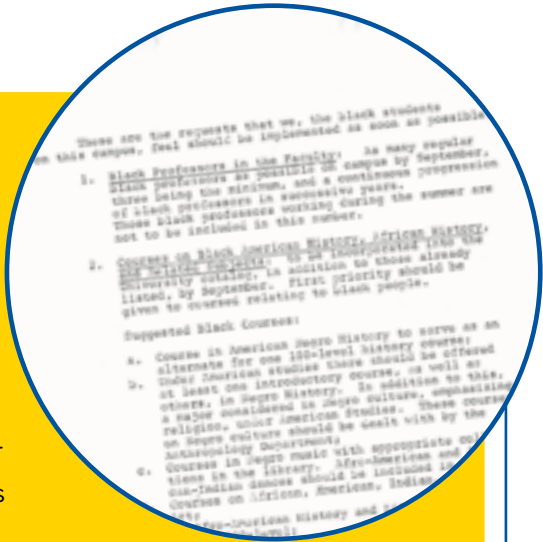 These are the requests that we, the black students
on this campus, feel should be implemented as soon as possible
1. Black Professors in the Faculty: As many regular
black professors as possible on campus by September,
three being the minimum, and a continuous progression
of black professors in successive years.
Those black professors working during the summer are
not to be included in this number.
2. Courses on Black American History, African History,
and Related Subjects: to be incorporated into the
University catalog, in addition to those already
listed, by September. First priority should be
given to courses relating to black people.
Suggested Black Courses:
a. Course in American Negro History to serve as an
alternate for one 100-level history course;
b. Under American studies there should be offered
at least one introductory course, as well as
others, in Negro History. In addition to this,
a major considered in Negro culture, emphasizing
religion, under American Studies. These course
on Negro culture should be dealt with by the
Anthropology Department;
c. Courses in Negro music with appropriate
tions in the library. Afro-American and
Indian dances should be included in
Courses on African, American, Indian
American History and
level;
r
s